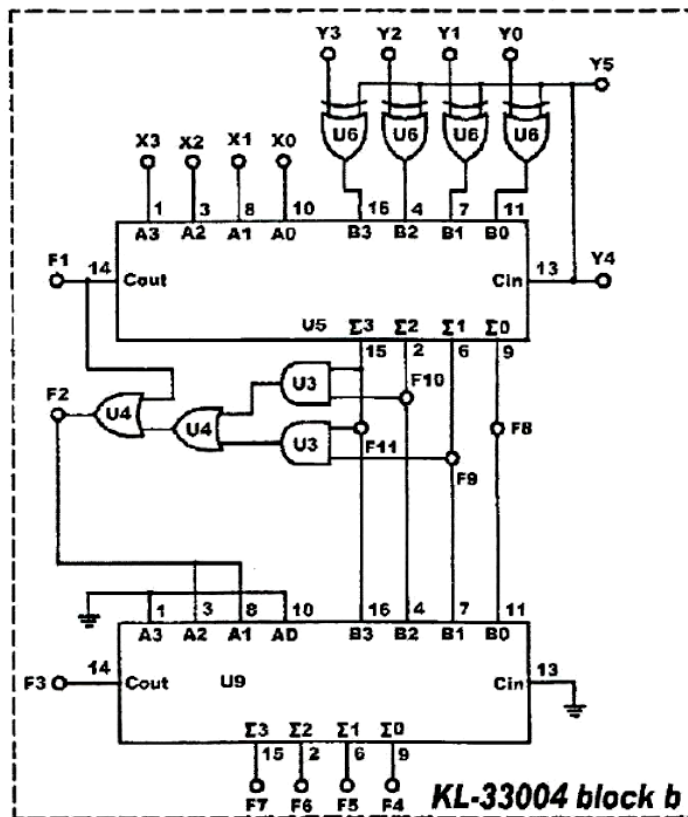 Y3 Y2 Y1 Y0
Y5
U6 U6 U6 U6
X3 X2 X1 X0
1 3 8 10 16 4 7 11
A3 A2 A1 A0 B3 B2 B1 B0
F1 14 Cout Cin 13 Y4
U5 Σ3 Σ2 Σ1 Σ0
15 2 6 9
U3 F10
F2 U4 U4 U3 F11 F9 F8
1 3 8 10 16 4 7 11
A3 A2 A1 A0 B3 B2 B1 B0
F3 14 Cout U9 Cin 13
Σ3 Σ2 Σ1 Σ0
15 2 6 9
F7 F6 F5 F4
KL-33004 block b